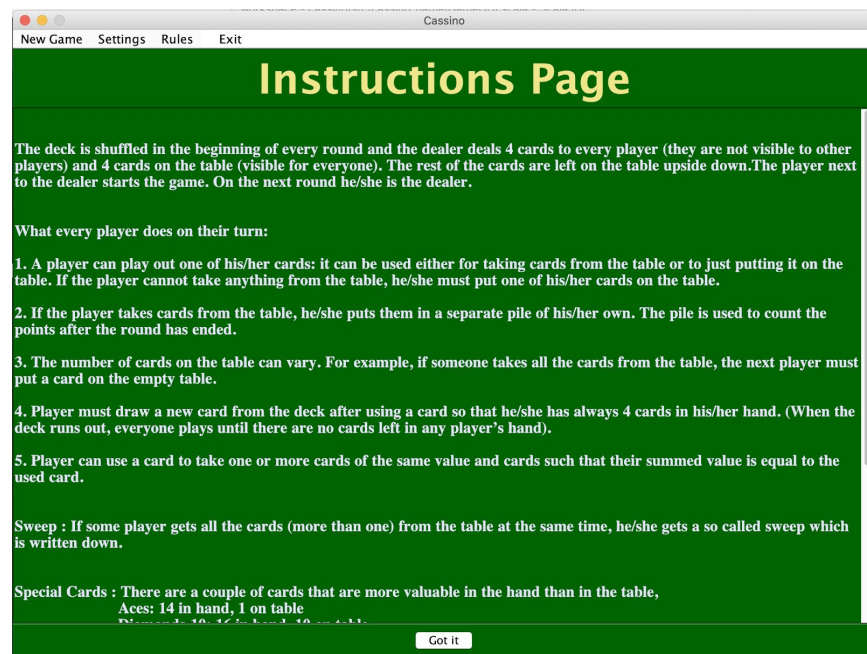 Cassino
New Game Settings Rules Exit
Instructions Page
The deck is shuffled in the beginning of every round and the dealer deals 4 cards to every player (they are not visible to other
players) and 4 cards on the table (visible for everyone). The rest of the cards are left on the table upside down.The player next
to the dealer starts the game. On the next round he/she is the dealer.
What every player does on their turn:
1. A player can play out one of his/her cards: it can be used either for taking cards from the table or to just putting it on the
table. If the player cannot take anything from the table, he/she must put one of his/her cards on the table.
2. If the player takes cards from the table, he/she puts them in a separate pile of his/her own. The pile is used to count the
points after the round has ended.
3. The number of cards on the table can vary. For example, if someone takes all the cards from the table, the next player must
put a card on the empty table.
4. Player must draw a new card from the deck after using a card so that he/she has always 4 cards in his/her hand. (When the
deck runs out, everyone plays until there are no cards left in any player's hand).
5. Player can use a card to take one or more cards of the same value and cards such that their summed value is equal to the
used card.
Sweep : If some player gets all the cards (more than one) from the table at the same time, he/she gets a so called sweep which
is written down.
Special Cards : There are a couple of cards that are more valuable in the hand than in the table,
Aces: 14 in hand, 1 on table
Diamonds 10: 16 in hand, 10 on table
Got it